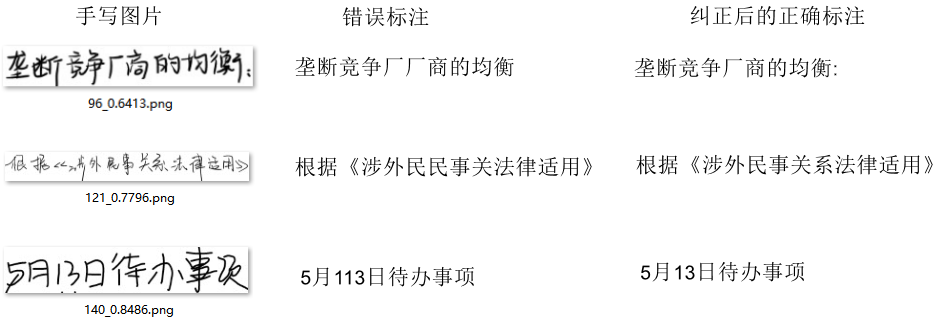 手写图片 错误标注 纠正后的正确标注
垄断竞争厂商的均衡: 垄断竞争厂厂商的均衡 垄断竞争厂商的均衡:
96_0.6413.png
根据《涉外民事关系法律适用》 根据《涉外民民事关法律适用》 根据《涉外民事关系法律适用》
121_0.7796.png
5月13日待办事项 5月113日待办事项 5月13日待办事项
140_0.8486.png